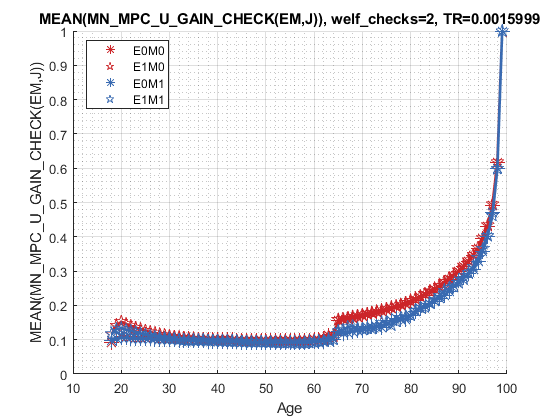 MEAN(MN_MPC_U_GAIN_CHECK(EM,J)), welf_checks=2, TR=0.0015999
1
0.9
0.8
0.7
0.6
0.5
0.4
0.3
0.2
0.1
0
MEAN(MN_MPC_U_GAIN_CHECK(EM,J))
E0M0
E1M0
E0M1
E1M1
10 20 30 40 50 60 70 80 90 100
Age